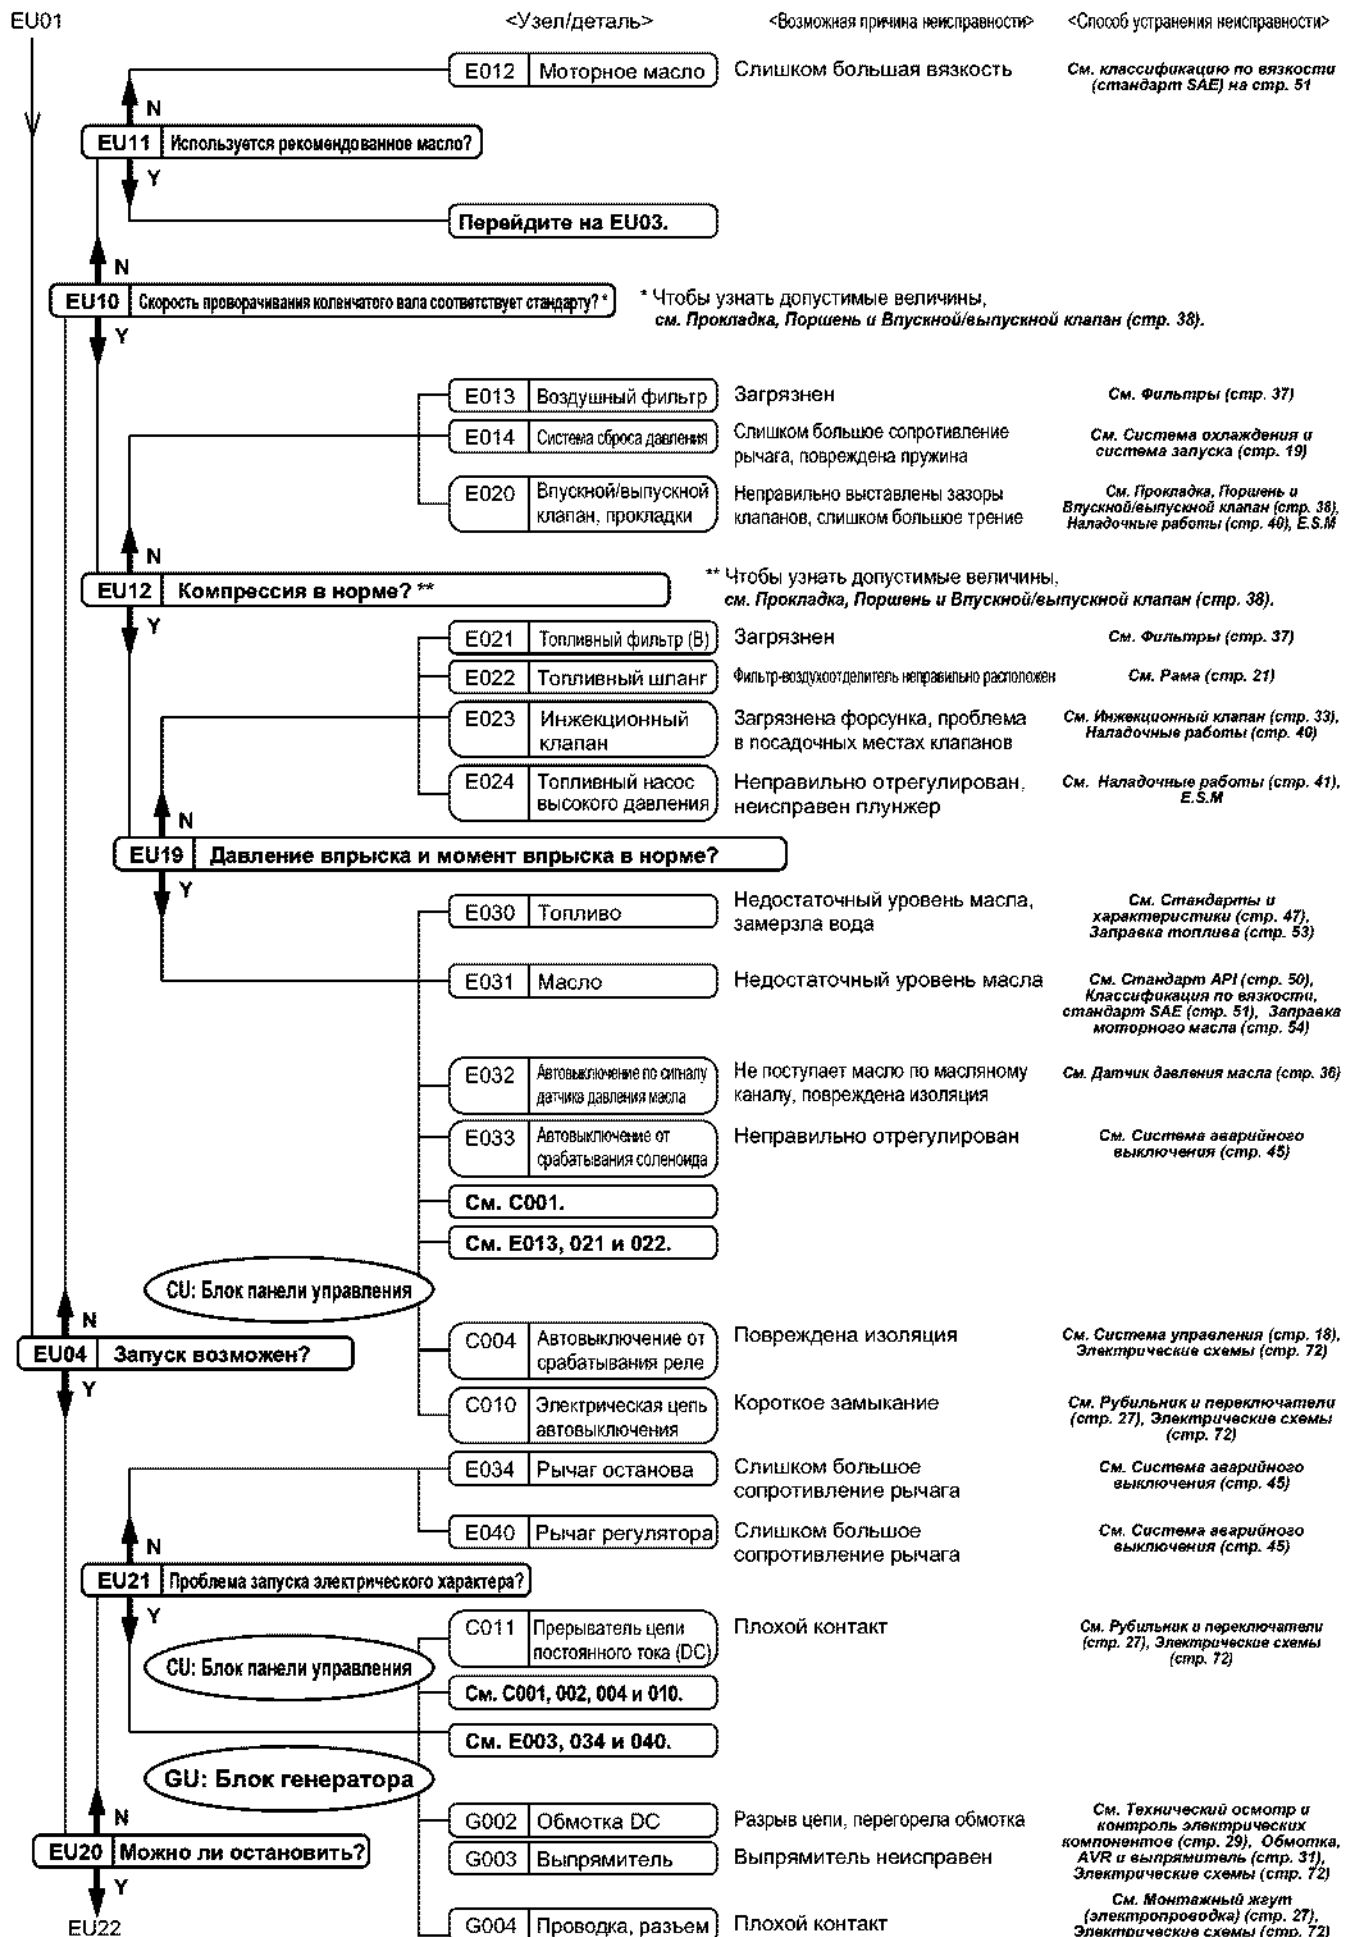 EU01 <Узел/деталь> <Возможная причина неисправности> <Способ устранения неисправности>
E012 Моторное масло Слишком большая вязкость См. классификацию по вязкости
(стандарт SAE) на стр. 51
N
EU11 Используется рекомендованное масло?
Y
Перейдите на EU03.
N
EU10 Скорость проворачивания коленчатого вала соответствует стандарту? * * Чтобы узнать допустимые величины,
см. Прокладка, Поршень и Впускной/выпускной клапан (стр. 38).
Y
E013 Воздушный фильтр Загрязнен См. Фильтры (стр. 37)
E014 Система сброса давления Слишком большое сопротивление См. Система охлаждения и
рычага, повреждена пружина система запуска (стр. 19)
E020 Впускной/выпускной Неправильно выставлены зазоры См. Прокладка, Поршень и
клапан, прокладки клапанов, слишком большое трение Впускной/выпускной клапан (стр. 38),
Наладочные работы (стр. 40), E.S.M
N
EU12 Компрессия в норме? ** ** Чтобы узнать допустимые величины,
см. Прокладка, Поршень и Впускной/выпускной клапан (стр. 38).
Y
E021 Топливный фильтр (B) Загрязнен См. Фильтры (стр. 37)
E022 Топливный шланг Фильтр-воздухоотделитель неправильно расположен См. Рама (стр. 21)
E023 Инжекционный Загрязнена форсунка, проблема См. Инжекционный клапан (стр. 33),
клапан в посадочных местах клапанов Наладочные работы (стр. 40)
E024 Топливный насос Неправильно отрегулирован, См. Наладочные работы (стр. 41),
высокого давления неисправен плунжер E.S.M
N
EU19 Давление впрыска и момент впрыска в норме?
Y
E030 Топливо Недостаточный уровень масла, См. Стандарты и
замерзла вода характеристики (стр. 47),
Заправка топлива (стр. 53)
E031 Масло Недостаточный уровень масла См. Стандарт API (стр. 50),
Классификация по вязкости,
стандарт SAE (стр. 51), Заправка
моторного масла (стр. 54)
E032 Автовыключение по сигналу Не поступает масло по масляному См. Датчик давления масла (стр. 36)
датчика давления масла каналу, повреждена изоляция
E033 Автовыключение от Неправильно отрегулирован См. Система аварийного
срабатывания соленоида выключения (стр. 45)
См. C001.
См. E013, 021 и 022.
CU: Блок панели управления
N
C004 Автовыключение от Повреждена изоляция См. Система управления (стр. 18),
срабатывания реле Электрические схемы (стр. 72)
EU04 Запуск возможен?
Y
C010 Электрическая цепь Короткое замыкание См. Рубильник и переключатели
автовыключения (стр. 27), Электрические схемы
(стр. 72)
E034 Рычаг останова Слишком большое См. Система аварийного
сопротивление рычага выключения (стр. 45)
E040 Рычаг регулятора Слишком большое См. Система аварийного
сопротивление рычага выключения (стр. 45)
N
EU21 Проблема запуска электрического характера?
Y
C011 Прерыватель цепи Плохой контакт См. Рубильник и переключатели
постоянного тока (DC) (стр. 27), Электрические схемы
(стр. 72)
CU: Блок панели управления
См. C001, 002, 004 и 010.
См. E003, 034 и 040.
GU: Блок генератора
N
G002 Обмотка DC Разрыв цепи, перегорела обмотка См. Технический осмотр и
контроль электрических
компонентов (стр. 29), Обмотка,
EU20 Можно ли остановить? G003 Выпрямитель Выпрямитель неисправен AVR и выпрямитель (стр. 31),
Электрические схемы (стр. 72)
Y
EU22 G004 Проводка, разъем Плохой контакт См. Монтажный жгут
(электропроводка) (стр. 27),
Электрические схемы (стр. 72)